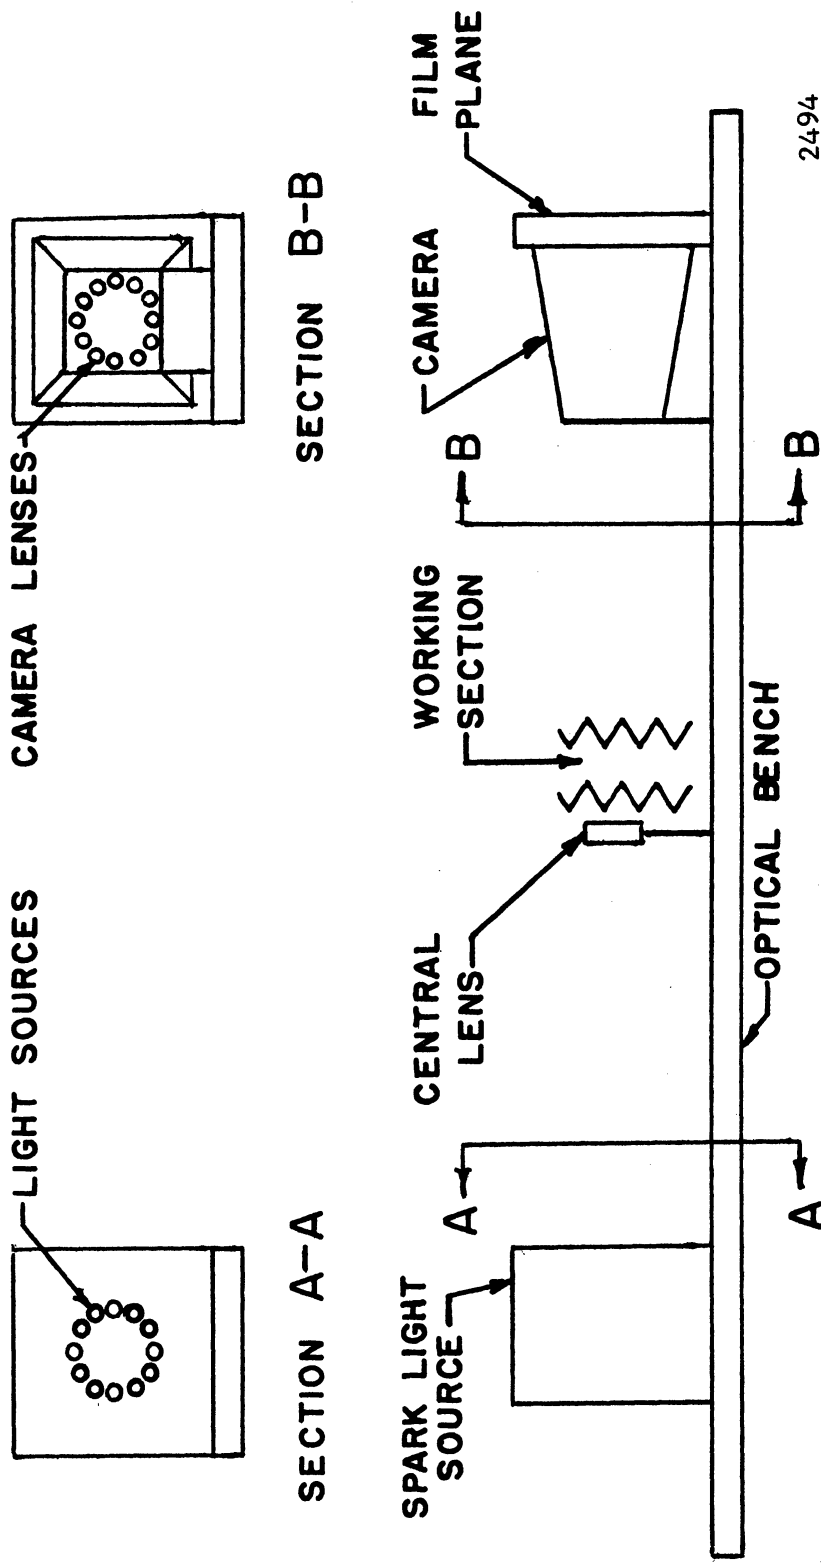 LIGHT SOURCES
CAMERA LENSES
SECTION A-A
SECTION B-B
SPARK LIGHT
SOURCE
A
CENTRAL
LENS
WORKING
SECTION
B
CAMERA
FILM
PLANE
A
OPTICAL BENCH
B
2494